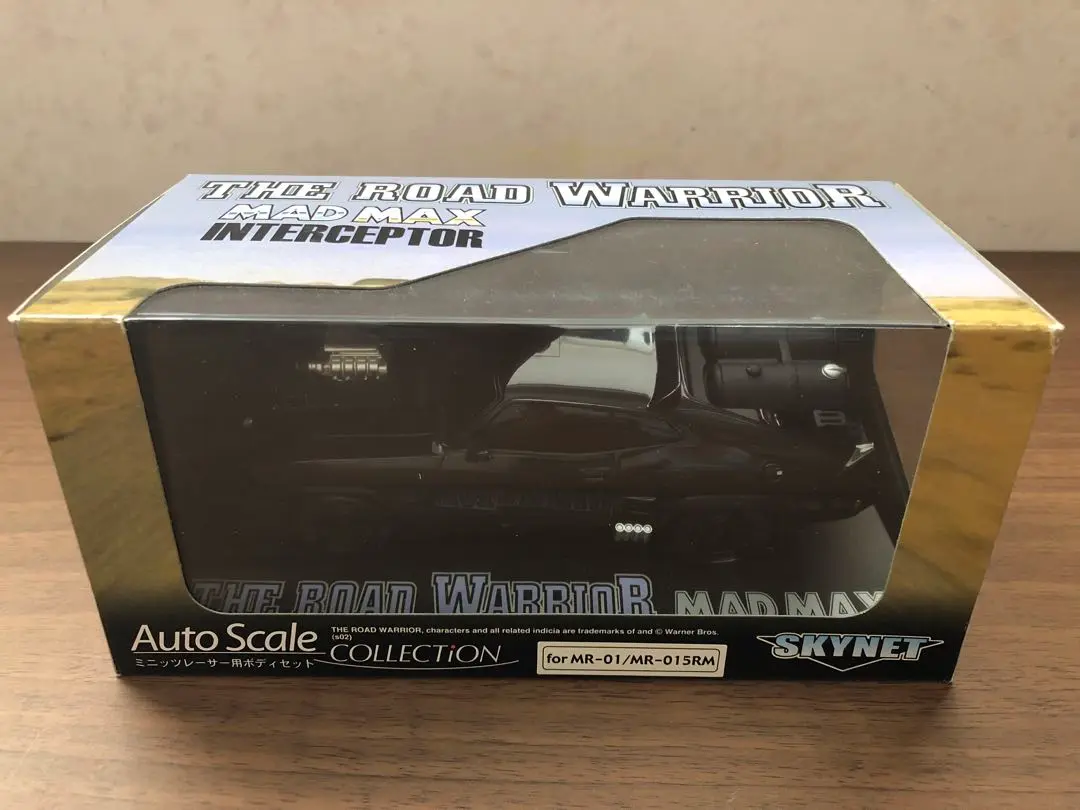 THE ROAD WARRIOR
MAD MAX
INTERCEPTOR
THE ROAD WARRIOR MAD MAX
Auto Scale
COLLECTiON
ミニッツレーサー用ボディセット
THE ROAD WARRIOR, characters and all related indicia are trademarks of and © Warner Bros.
(s02)
for MR-01/MR-015RM
SKYNET